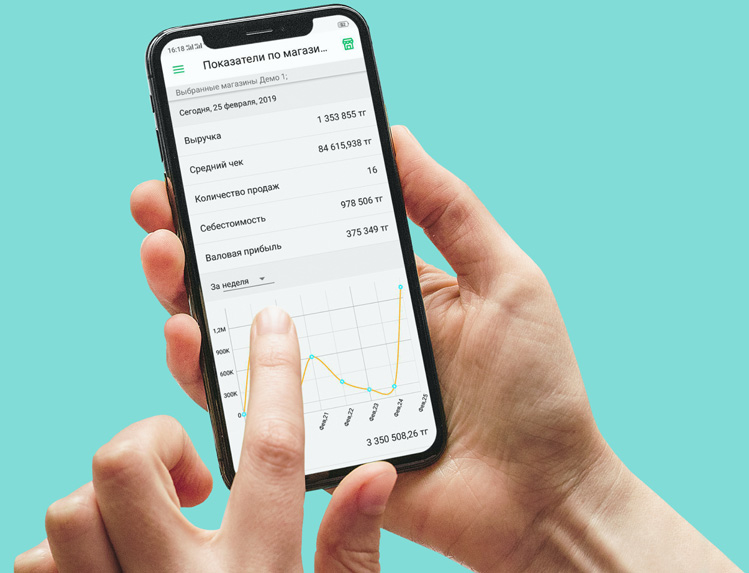 16:18
Показатели по магази...
Выбранные магазины Демо 1;
Сегодня, 25 февраля, 2019
Выручка 1 353 855 тг
Средний чек 84 615,938 тг
Количество продаж 16
Себестоимость 978 506 тг
Валовая прибыль 375 349 тг
За неделя
1,2M
900K
600K
300K
0
Фев,21 Фев,22 Фев,23 Фев,24 Фев,25
3 350 508,26 тг